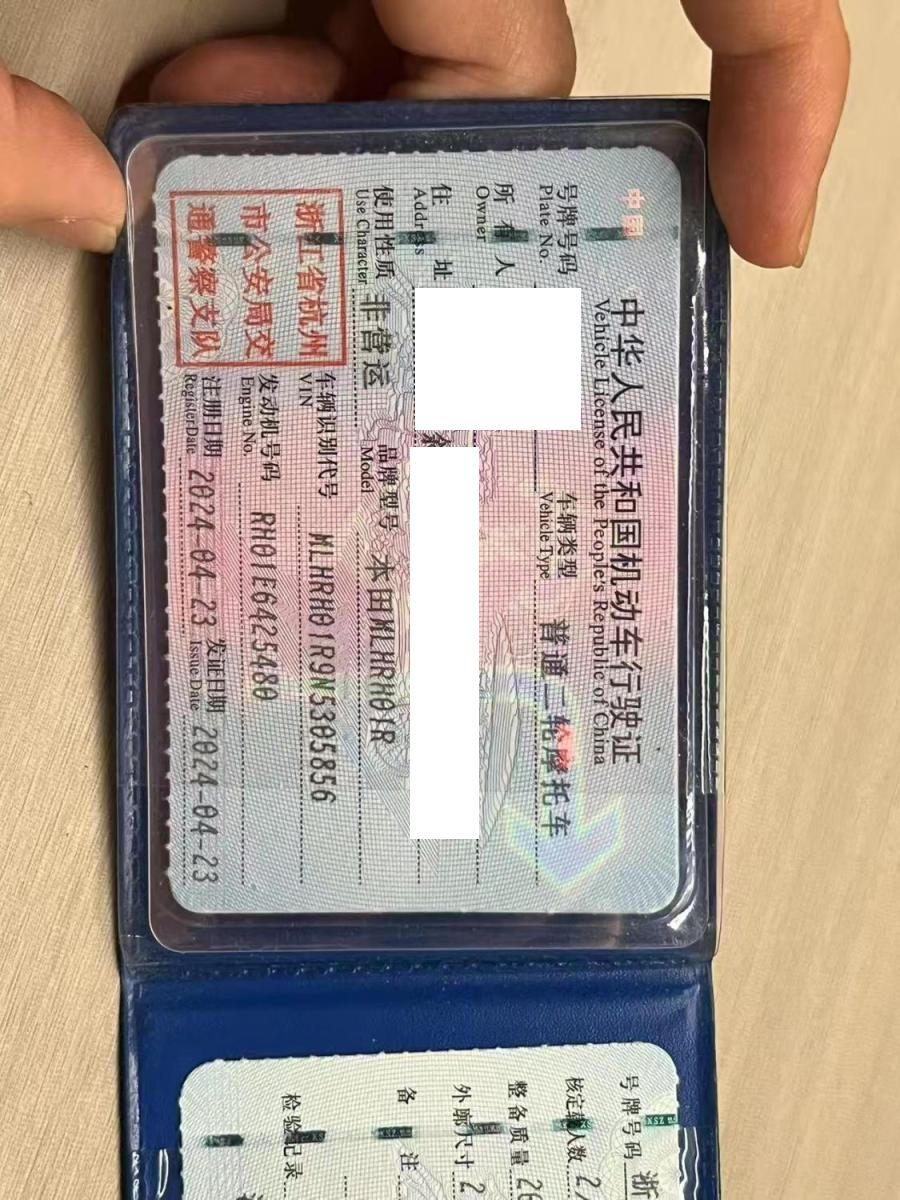 中国
中华人民共和国机动车行驶证
Vehicle License of the People's Republic of China
号牌号码
Plate No.
车辆类型 普通二轮摩托车
Vehicle Type
所有人
Owner
住址
Address
使用性质 非营运
Use Character
品牌型号 本田MLHRH01R
Model
浙江省杭州
市公安局交
通警察支队
车辆识别代号 MLHRH01R9N5305856
VIN
发动机号码 RH01E6425480
Engine No.
注册日期 2024-04-23 发证日期 2024-04-23
Register Date Issue Date
号牌号码 浙
核定载人数 2
整备质量 26
外廓尺寸 2
备注
检验记录